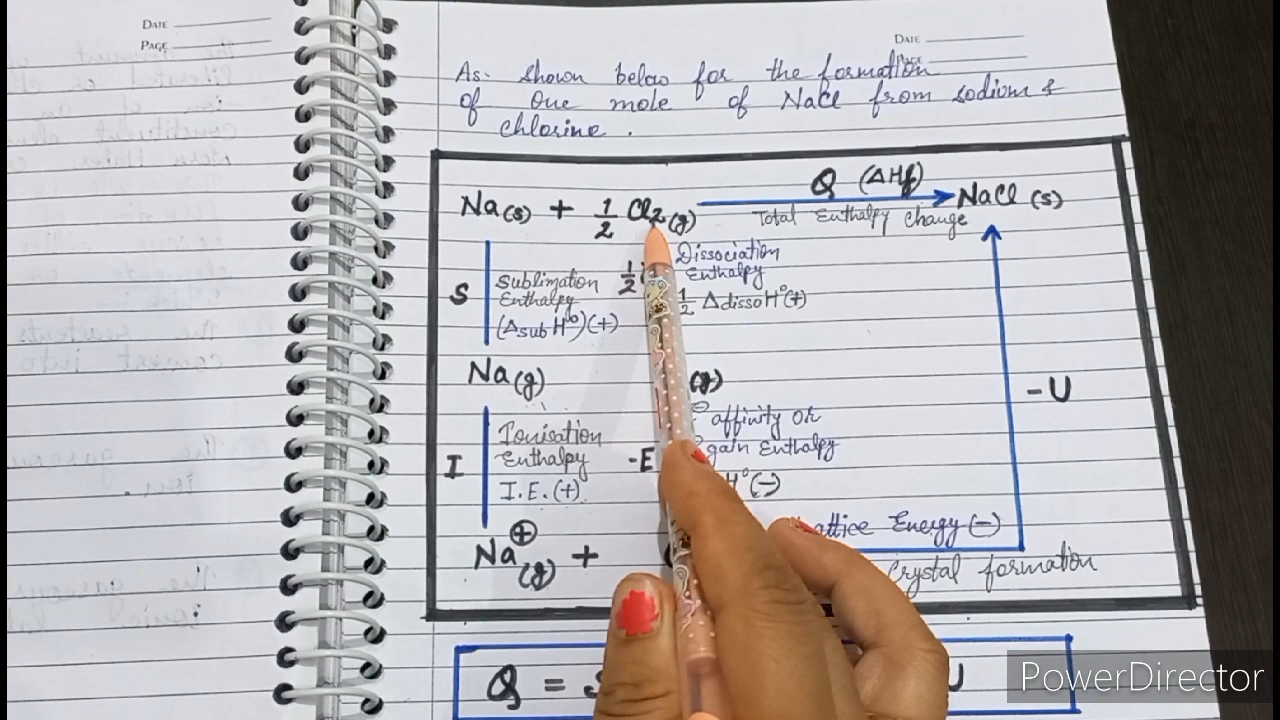 DATE
PAGE
DATE
As shown below for the formation
of one mole of NaCl from sodium &
chlorine.
Q (ΔHf)
Na(s) + 1/2 Cl2(g) NaCl(s)
Total Enthalpy Change
S
Sublimation
Enthalpy
(ΔsubH°)(+)
1/2
Dissociation
Enthalpy
1/2 ΔdissoH°(+)
Na(g)
(g)
-U
I
Ionisation
Enthalpy
I.E.(+)
-E
affinity or
gain Enthalpy
H°(-)
Energy(-)
Na⊕(g) +
Crystal formation
Q =
U
PowerDirector